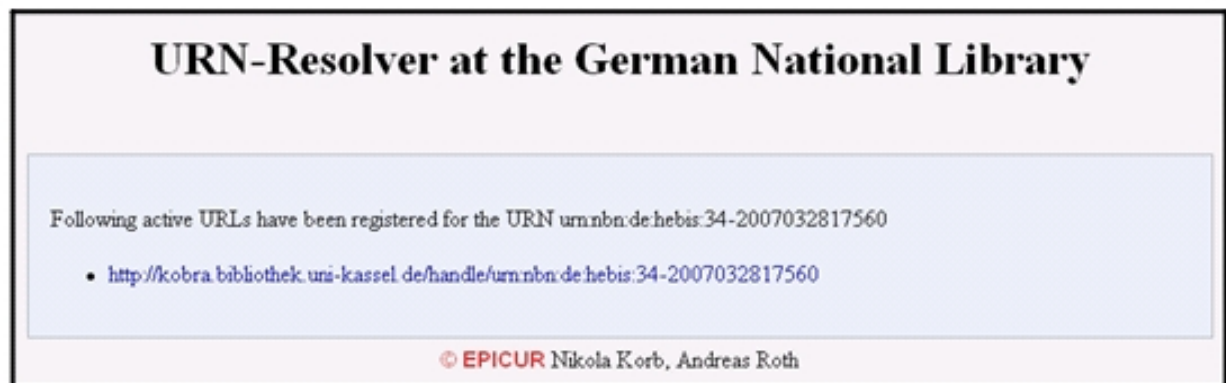 URN-Resolver at the German National Library
Following active URLs have been registered for the URN urn:nbn:de:hebis:34-2007032817560
• http://kobra.bibliothek.uni-kassel.de/handle/urn:nbn:de:hebis:34-2007032817560
© EPICUR Nikola Korb, Andreas Roth